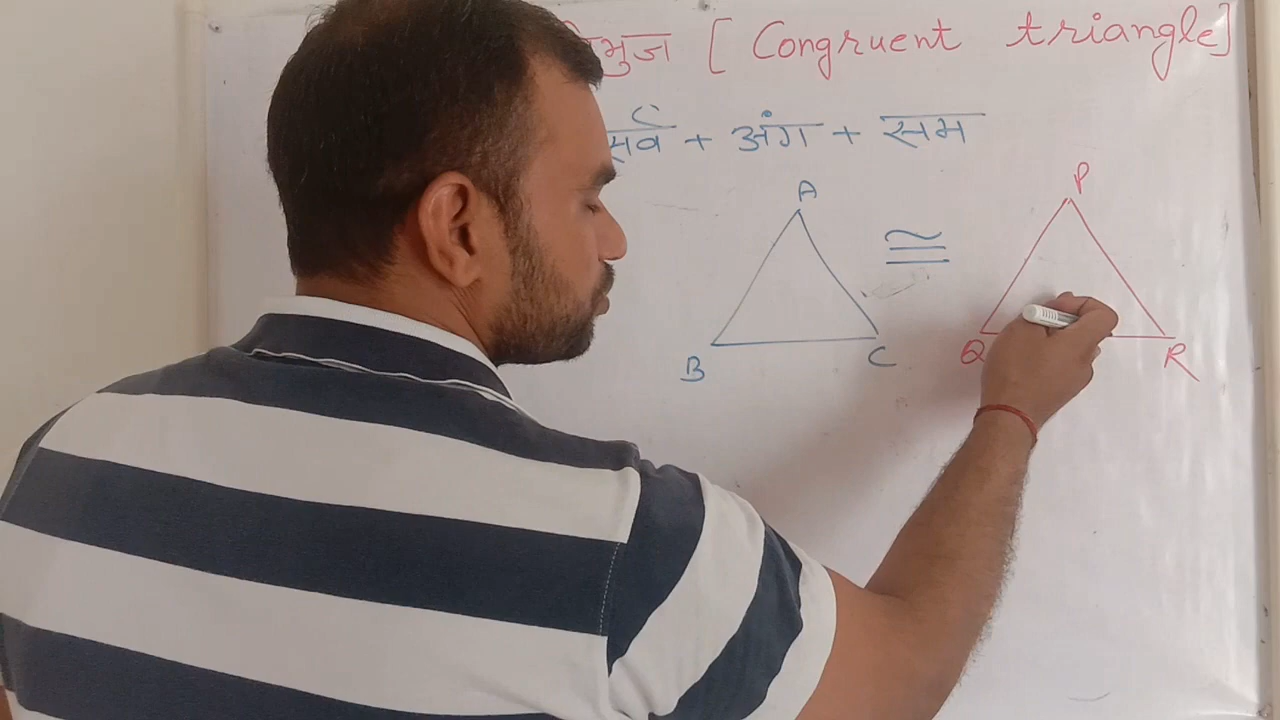 [ Congruent triangle]
सर्व + अंग + सम
A ≅ P
B C Q R